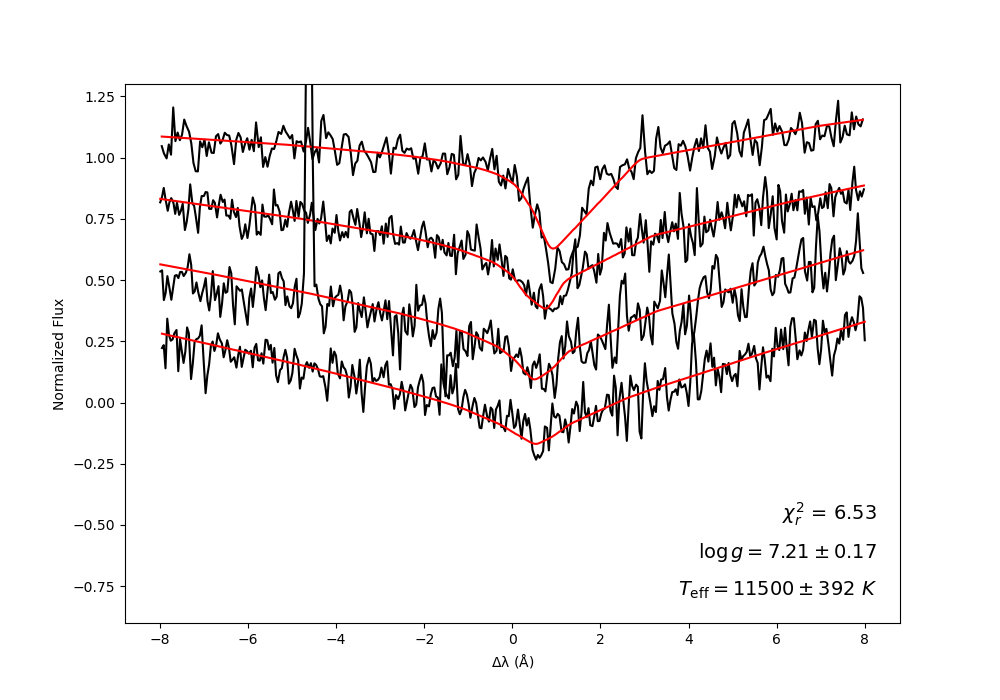 1.25
1.00
0.75
0.50
0.25
0.00
−0.25
−0.50
−0.75
Normalized Flux
χ²ᵣ = 6.53
log g = 7.21 ± 0.17
T_eff = 11500 ± 392 K
−8 −6 −4 −2 0 2 4 6 8
Δλ (Å)